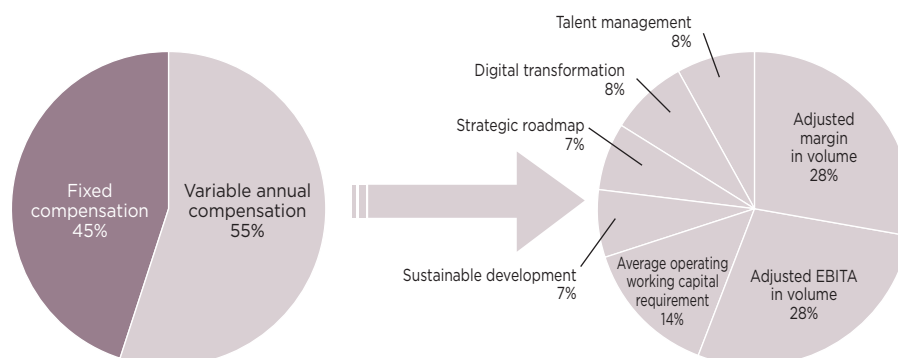 Fixed
compensation
45%
Variable annual
compensation
55%
Talent management
8%
Digital transformation
8%
Strategic roadmap
7%
Sustainable development
7%
Average operating
working capital
requirement
14%
Adjusted EBITA
in volume
28%
Adjusted
margin
in volume
28%